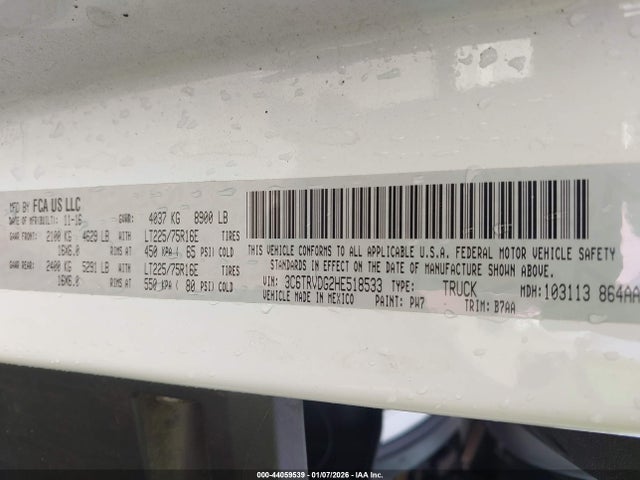 MFD BY FCA US LLC
DATE OF MFR(BUILT): 11-16 GVWR: 4037 KG 8900 LB
GAWR FRONT: 2100 KG 4629 LB WITH LT225/75R16E TIRES
16X6.0 RIMS AT 450 KPA( 65 PSI) COLD
GAWR REAR: 2400 KG 5291 LB WITH LT225/75R16E TIRES
16X6.0 RIMS AT 550 KPA( 80 PSI) COLD
THIS VEHICLE CONFORMS TO ALL APPLICABLE U.S.A. FEDERAL MOTOR VEHICLE SAFETY
STANDARDS IN EFFECT ON THE DATE OF MANUFACTURE SHOWN ABOVE.
VIN: 3C6TRVDG2HE518533 TYPE: TRUCK MDH: 103113 864AA
VEHICLE MADE IN MEXICO PAINT: PW7 TRIM: B7AA
000-44059539 - 01/07/2026 - IAA Inc.